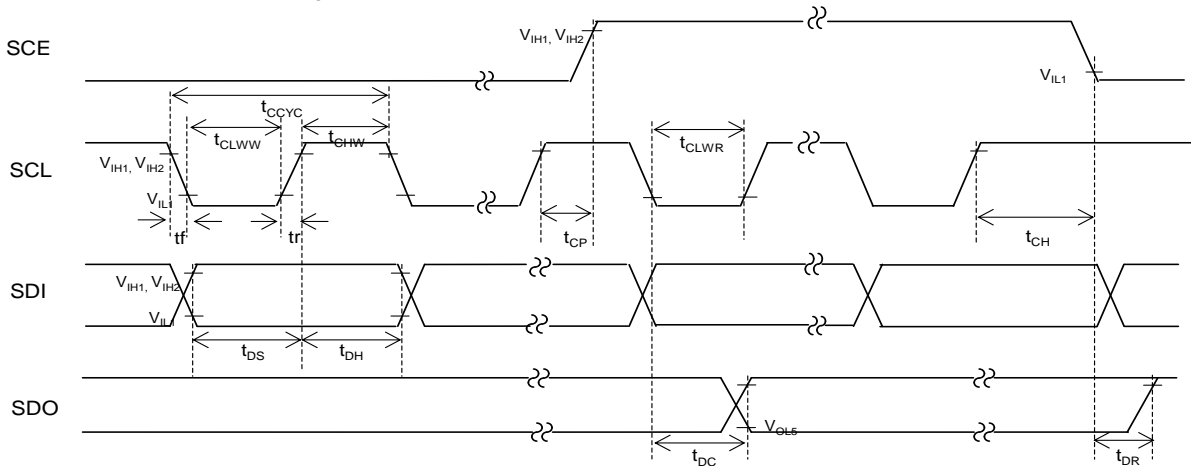 SCE
V_IH1, V_IH2
V_IL1
t_CCYC
t_CLWW
t_CHW
t_CLWR
SCL
V_IH1, V_IH2
V_IL1
tf
tr
t_CP
t_CH
SDI
V_IH1, V_IH2
V_IL
t_DS
t_DH
SDO
V_OL5
t_DC
t_DR